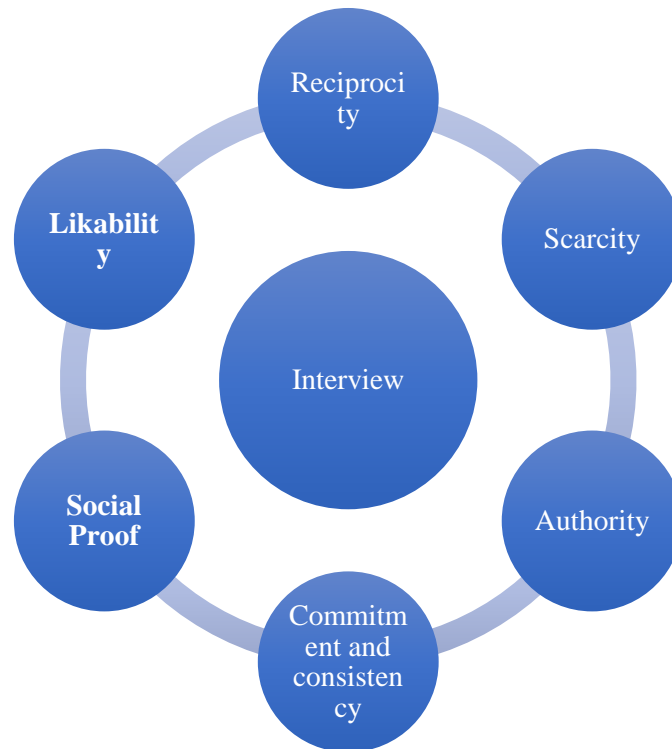 Reciproci
ty
Scarcity
Authority
Commitm
ent and
consisten
cy
Social
Proof
Likabilit
y
Interview